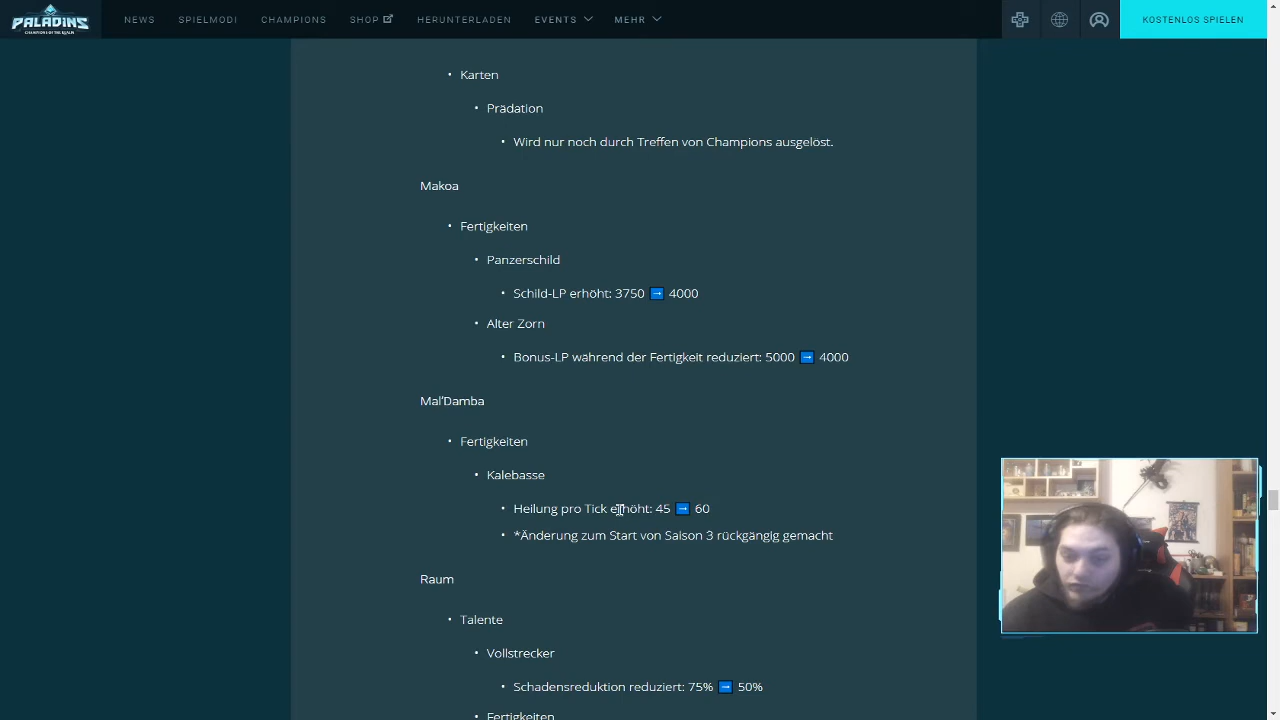 PALADINS
CHAMPIONS OF THE REALM
NEWS
SPIELMODI
CHAMPIONS
SHOP
HERUNTERLADEN
EVENTS
MEHR
KOSTENLOS SPIELEN
• Karten
• Prädation
• Wird nur noch durch Treffen von Champions ausgelöst.
Makoa
• Fertigkeiten
• Panzerschild
• Schild-LP erhöht: 3750 ➡ 4000
• Alter Zorn
• Bonus-LP während der Fertigkeit reduziert: 5000 ➡ 4000
Mal'Damba
• Fertigkeiten
• Kalebasse
• Heilung pro Tick erhöht: 45 ➡ 60
• *Änderung zum Start von Saison 3 rückgängig gemacht
Raum
• Talente
• Vollstrecker
• Schadensreduktion reduziert: 75% ➡ 50%
• Fertigkeiten